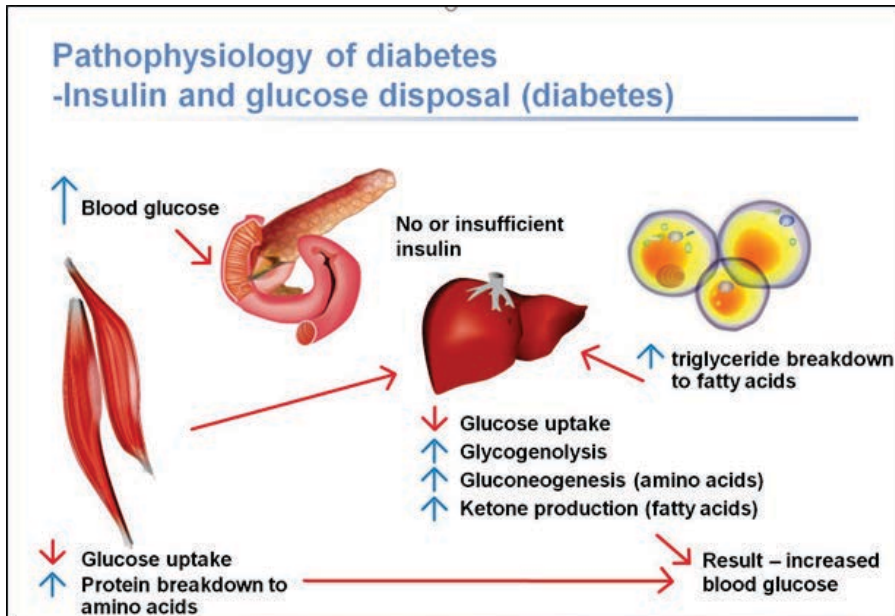 Pathophysiology of diabetes
-Insulin and glucose disposal (diabetes)
Blood glucose
No or insufficient
insulin
triglyceride breakdown
to fatty acids
Glucose uptake
Glycogenolysis
Gluconeogenesis (amino acids)
Ketone production (fatty acids)
Glucose uptake
Protein breakdown to
amino acids
Result – increased
blood glucose